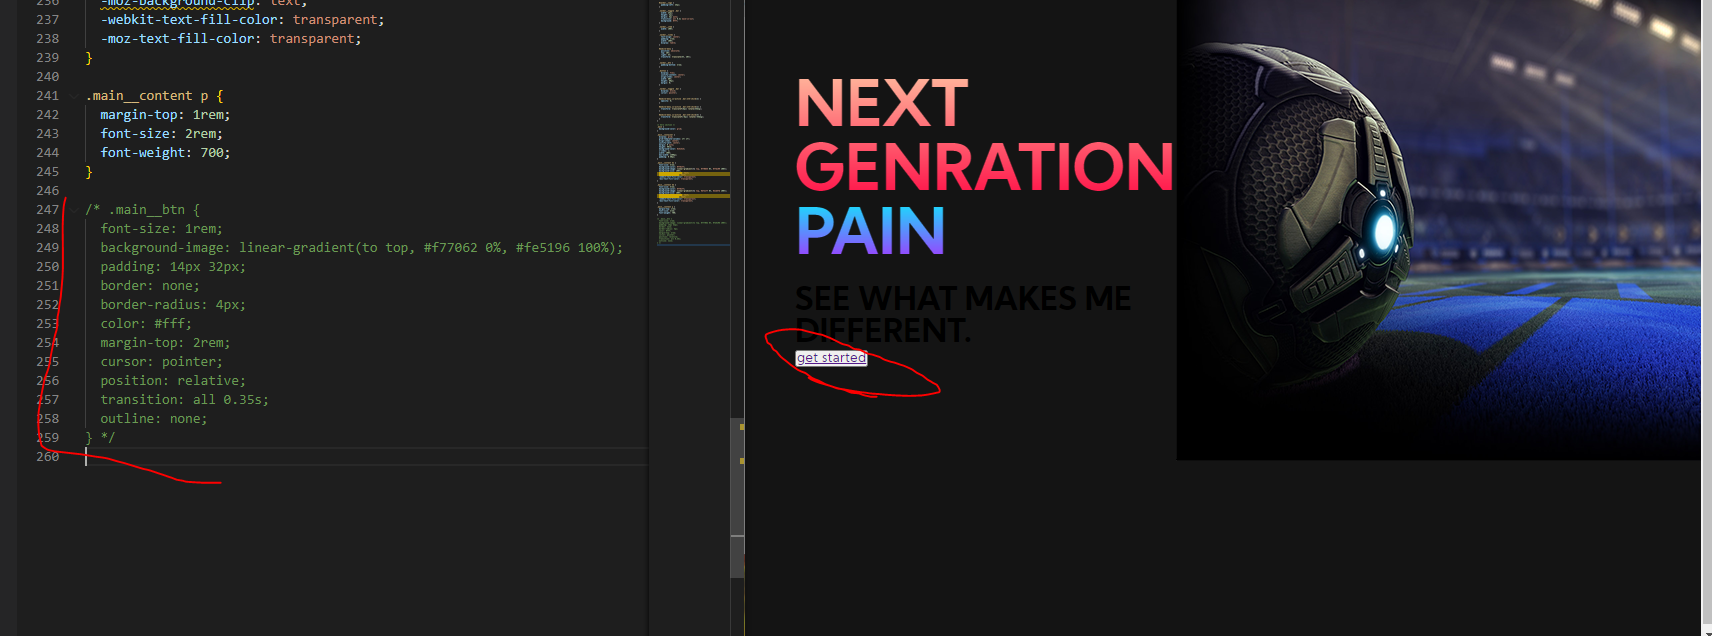 236
-moz-background-clip: text;
237
-webkit-text-fill-color: transparent;
238
-moz-text-fill-color: transparent;
239
}
240
241
.main__content p {
242
margin-top: 1rem;
243
font-size: 2rem;
244
font-weight: 700;
245
}
246
247
/* .main__btn {
248
font-size: 1rem;
249
background-image: linear-gradient(to top, #f77062 0%, #fe5196 100%);
250
padding: 14px 32px;
251
border: none;
252
border-radius: 4px;
253
color: #fff;
254
margin-top: 2rem;
255
cursor: pointer;
256
position: relative;
257
transition: all 0.35s;
258
outline: none;
259
} */
260
NEXT
GENRATION
PAIN
SEE WHAT MAKES ME
DIFFERENT.
get started